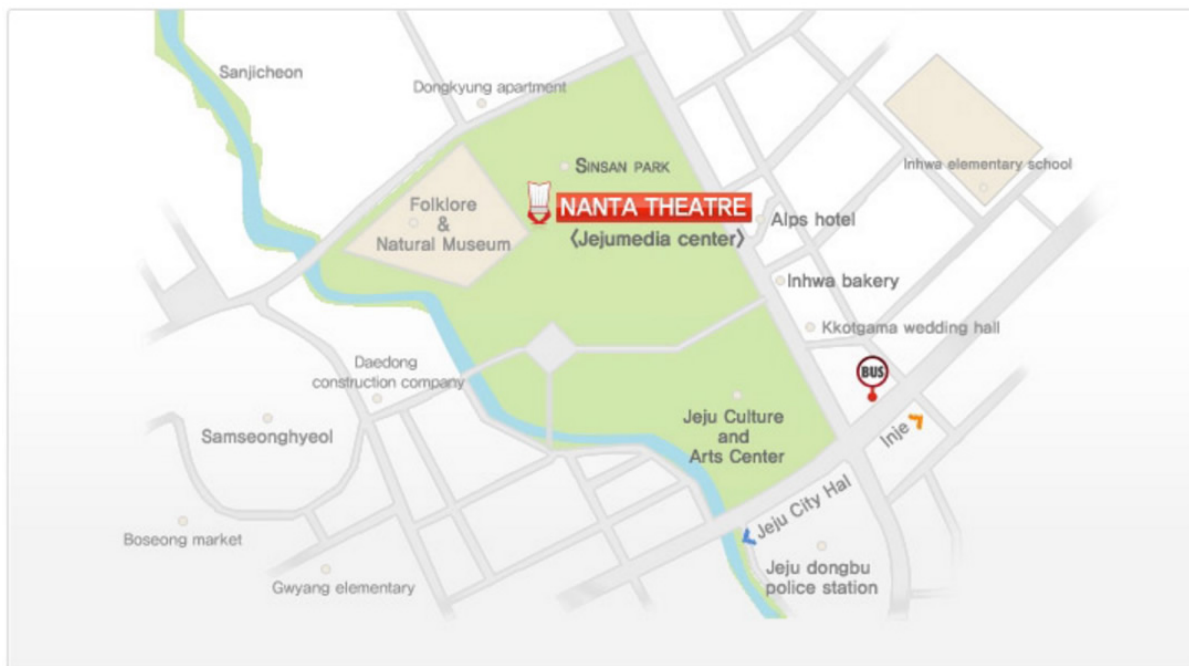 Sanjicheon
Dongkyung apartment
SINSAN PARK
Inhwa elementary school
Folklore
&
Natural Museum
NANTA THEATRE
〈Jejumedia center〉
Alps hotel
Inhwa bakery
Kkotgama wedding hall
Daedong
construction company
BUS
Samseonghyeol
Jeju Culture
and
Arts Center
Inje
Jeju City Hal
Boseong market
Gwyang elementary
Jeju dongbu
police station